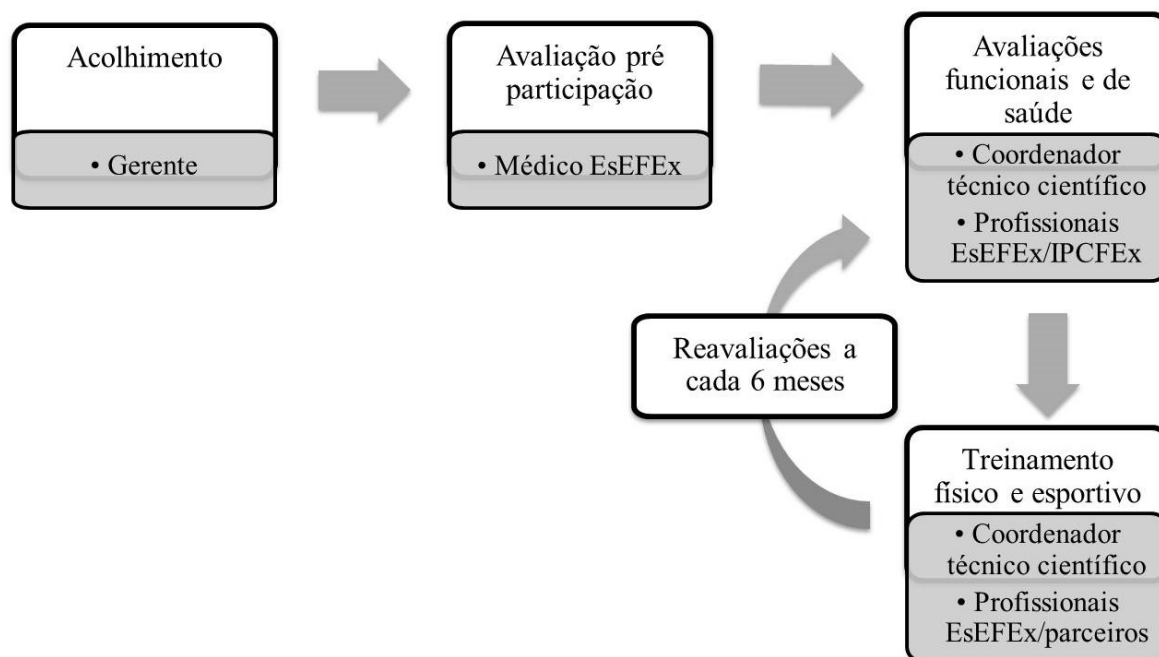 Acolhimento
• Gerente
Avaliação pré
participação
• Médico EsEFEx
Avaliações
funcionais e de
saúde
• Coordenador
técnico científico
• Profissionais
EsEFEx/IPCFEx
Reavaliações a
cada 6 meses
Treinamento
físico e esportivo
• Coordenador
técnico científico
• Profissionais
EsEFEx/parceiros